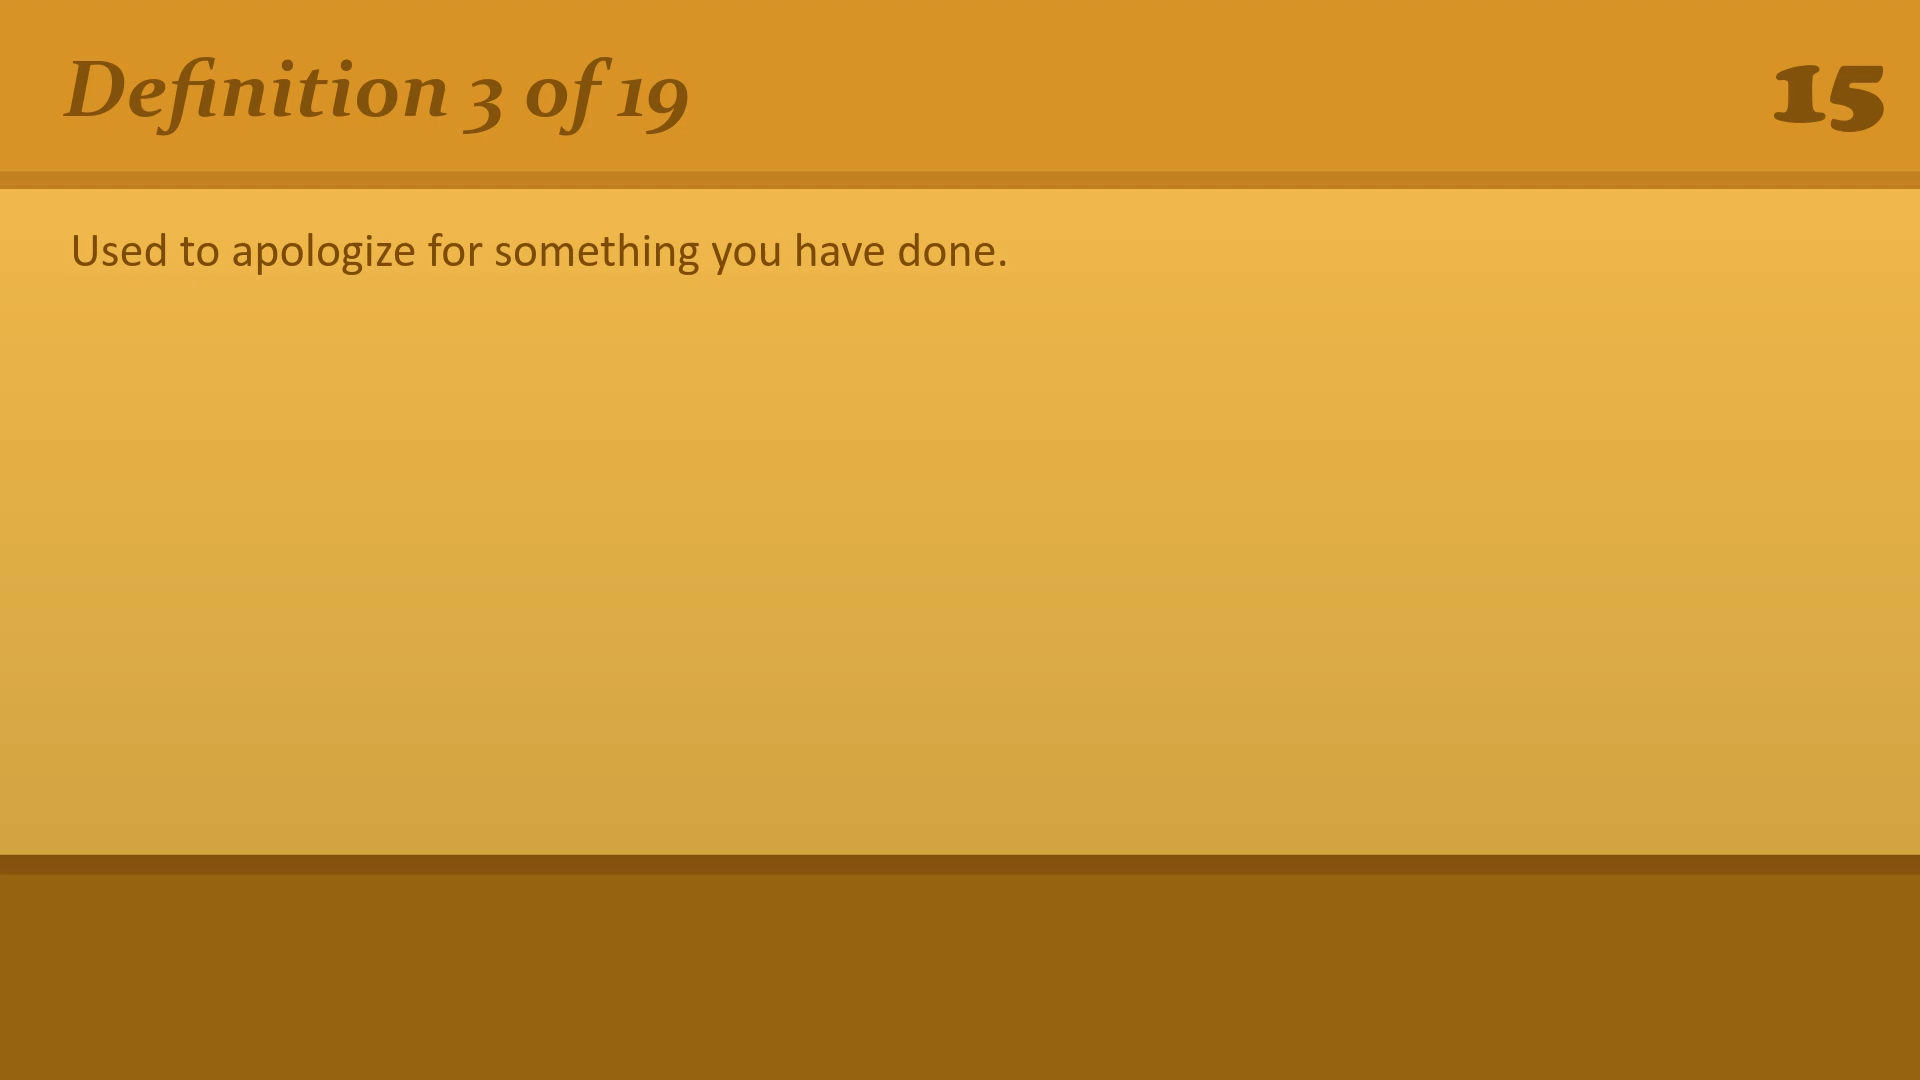 Definition 3 of 19
15
Used to apologize for something you have done.